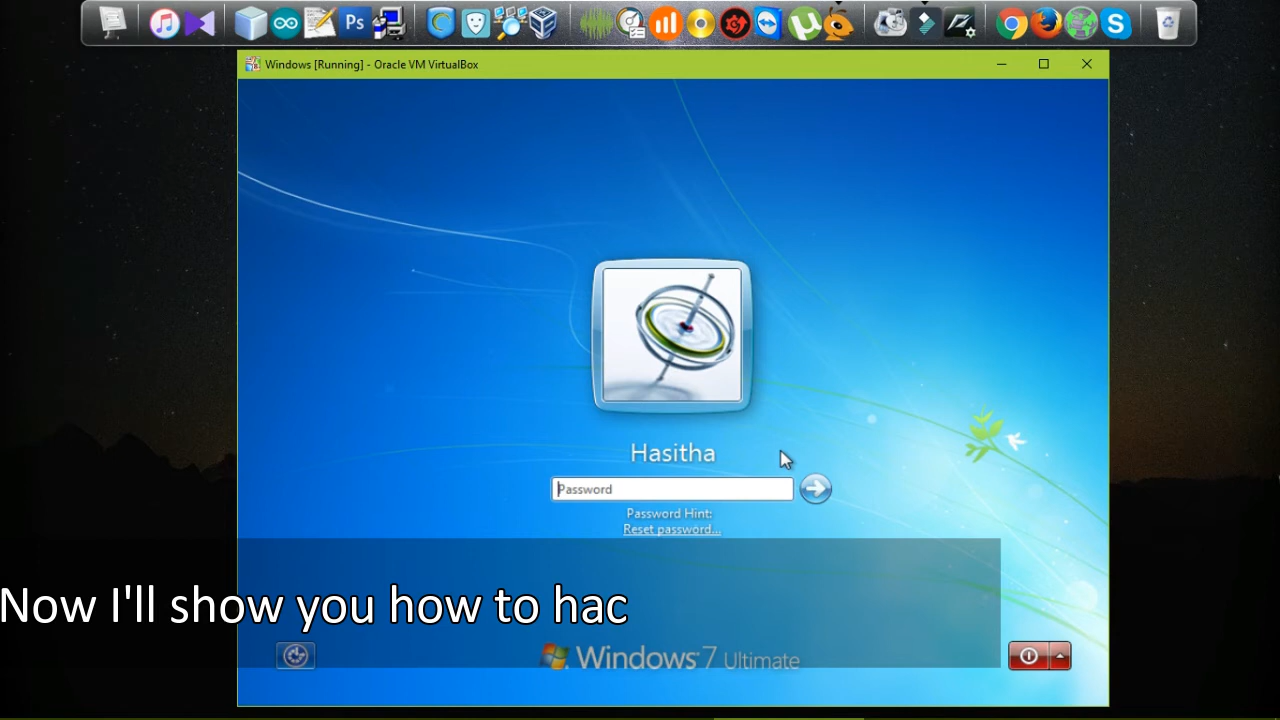 Ps
Windows [Running] - Oracle VM VirtualBox
Hasitha
Password
Password Hint:
Reset password...
Now I'll show you how to hac
Windows 7 Ultimate